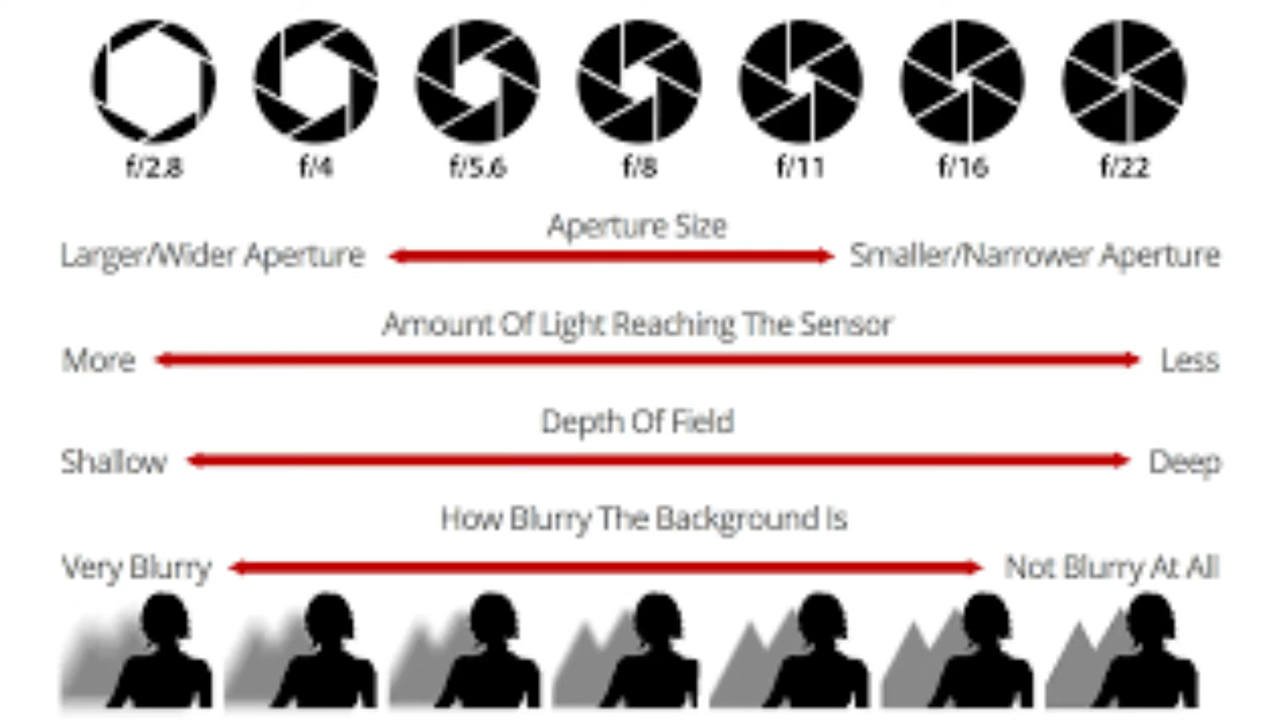 f/2.8 f/4 f/5.6 f/8 f/11 f/16 f/22
Aperture Size
Larger/Wider Aperture Smaller/Narrower Aperture
Amount Of Light Reaching The Sensor
More Less
Depth Of Field
Shallow Deep
How Blurry The Background Is
Very Blurry Not Blurry At All